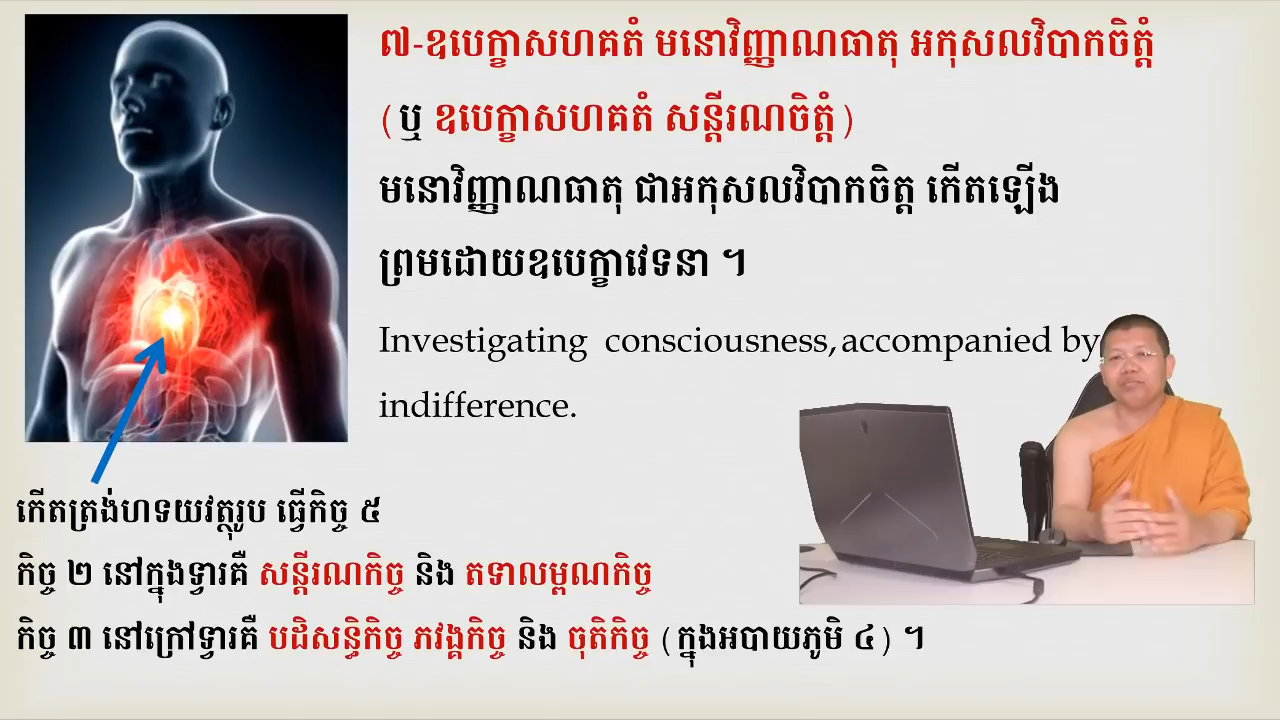 ៧-ឧបេក្ខាសហគតំ មនោវិញ្ញាណធាតុ អកុសលវិបាកចិត្តំ
(ឬ ឧបេក្ខាសហគតំ សន្តីរណចិត្តំ)
មនោវិញ្ញាណធាតុ ជាអកុសលវិបាកចិត្ត កើតឡើង
ព្រមដោយឧបេក្ខាវេទនា ។
Investigating consciousness, accompanied by
indifference.
កើតត្រង់ហទយវត្ថុរូប ធ្វើកិច្ច ៥
កិច្ច ២ នៅក្នុងទ្វារគឺ សន្តីរណកិច្ច និង តទាលម្ពណកិច្ច
កិច្ច ៣ នៅក្រៅទ្វារគឺ បដិសន្ធិកិច្ច ភវង្គកិច្ច និង ចុតិកិច្ច (ក្នុងអបាយភូមិ ៤) ។